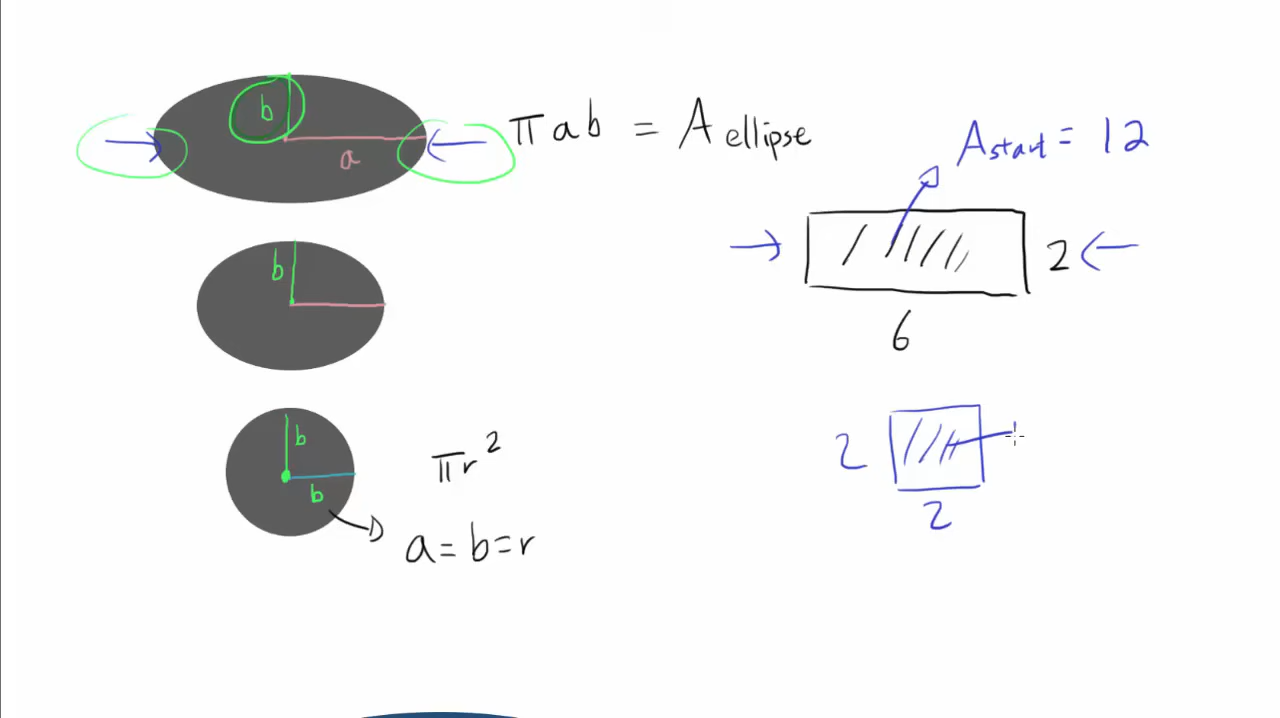 b
a
πab = A ellipse
A start = 12
2
6
b
b
b
πr²
a = b = r
2
2